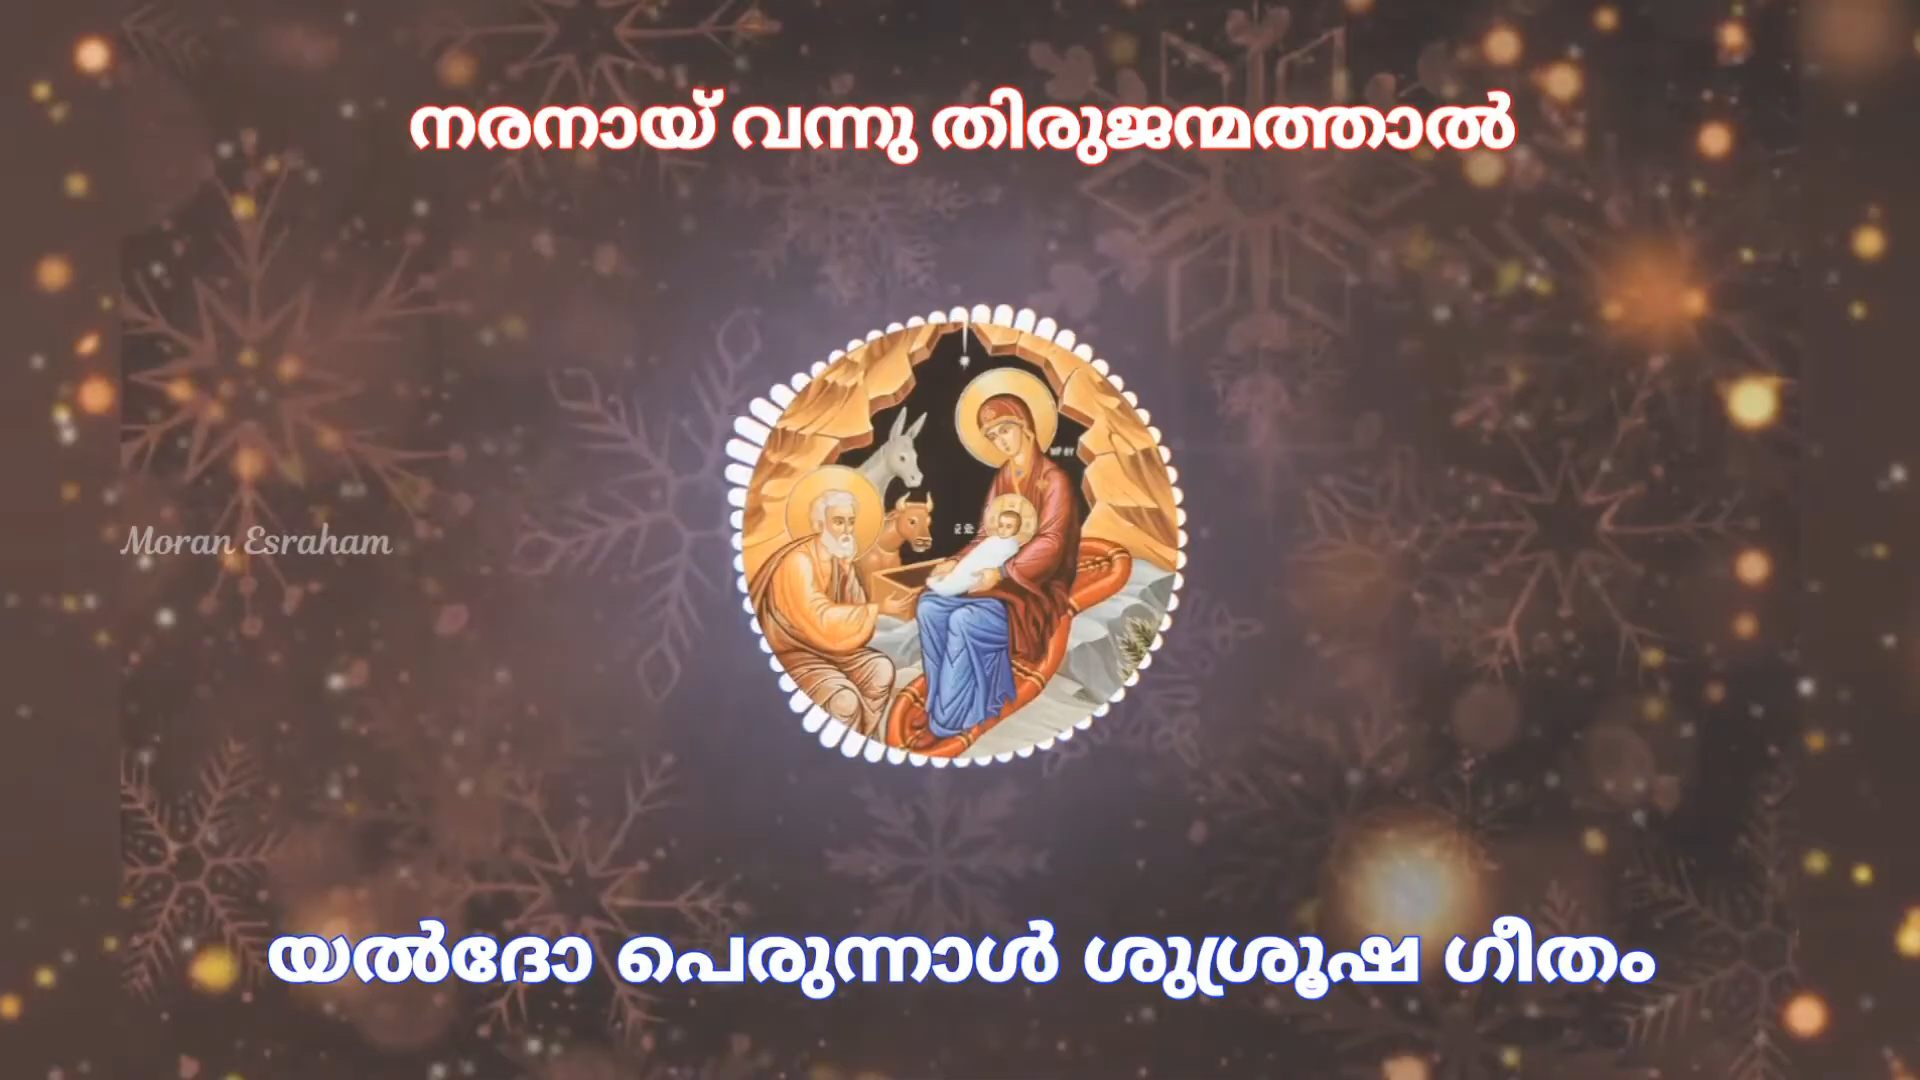 നരനായ് വന്നു തിരുജന്മത്താൽ
Moran Esraham
യൽദോ പെരുന്നാൾ ശുശ്രൂഷ ഗീതം